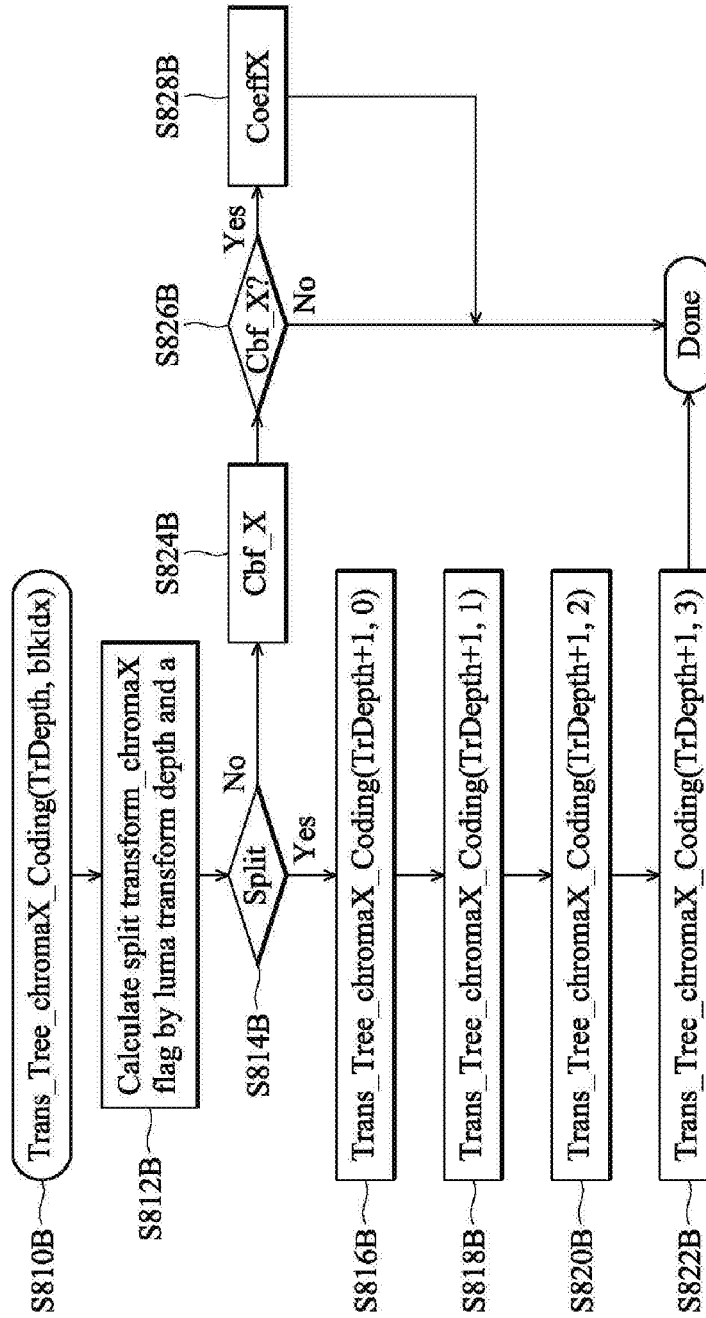 S810B
Trans_Tree_chromaX_Coding(TrDepth, blkIdx)
S812B
Calculate split transform_chromaX
flag by luma transform depth and a
S814B
Split
No
Yes
S824B
Cbf_X
S826B
Cbf_X?
Yes
No
S828B
CoeffX
S816B
Trans_Tree_chromaX_Coding(TrDepth+1, 0)
S818B
Trans_Tree_chromaX_Coding(TrDepth+1, 1)
S820B
Trans_Tree_chromaX_Coding(TrDepth+1, 2)
S822B
Trans_Tree_chromaX_Coding(TrDepth+1, 3)
Done